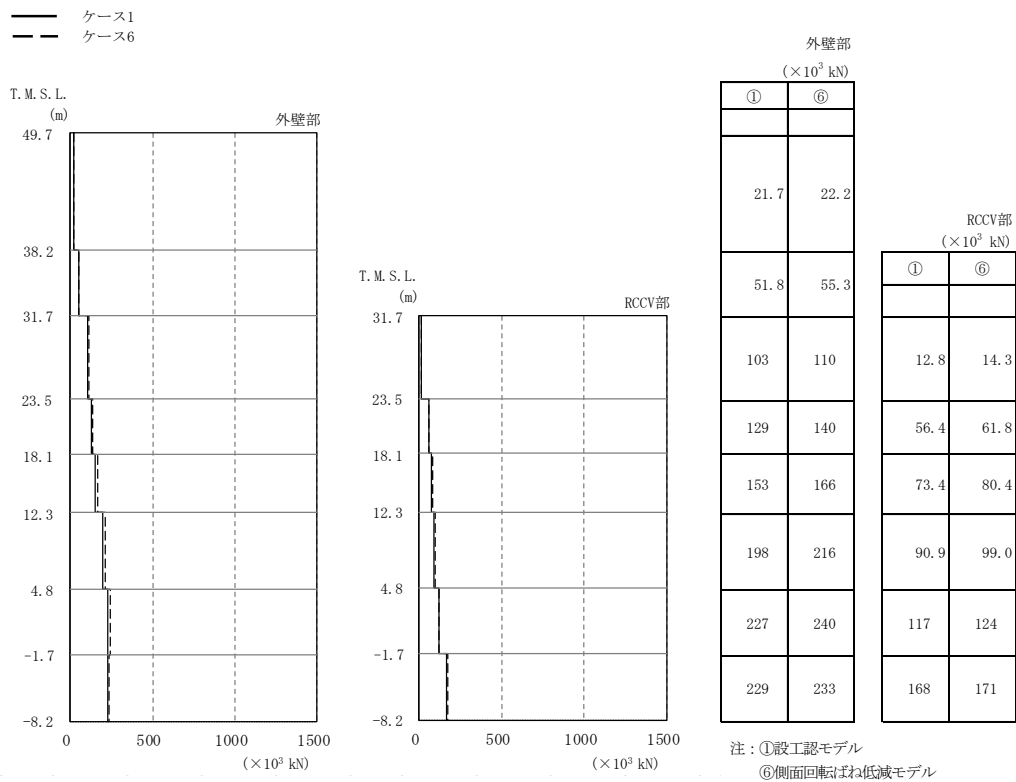 ケース1
ケース6
T.M.S.L.
(m)
外壁部
49.7
38.2
31.7
23.5
18.1
12.3
4.8
-1.7
-8.2
0 500 1000 1500
(×10³ kN)
T.M.S.L.
(m)
RCCV部
31.7
23.5
18.1
12.3
4.8
-1.7
-8.2
0 500 1000 1500
(×10³ kN)
外壁部
(×10³ kN)
① ⑥
21.7 22.2
51.8 55.3
103 110
129 140
153 166
198 216
227 240
229 233
RCCV部
(×10³ kN)
① ⑥
12.8 14.3
56.4 61.8
73.4 80.4
90.9 99.0
117 124
168 171
注：①設工認モデル
⑥側面回転ばね低減モデル